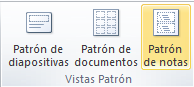 Patrón de diapositivas
Patrón de documentos
Patrón de notas
Vistas Patrón